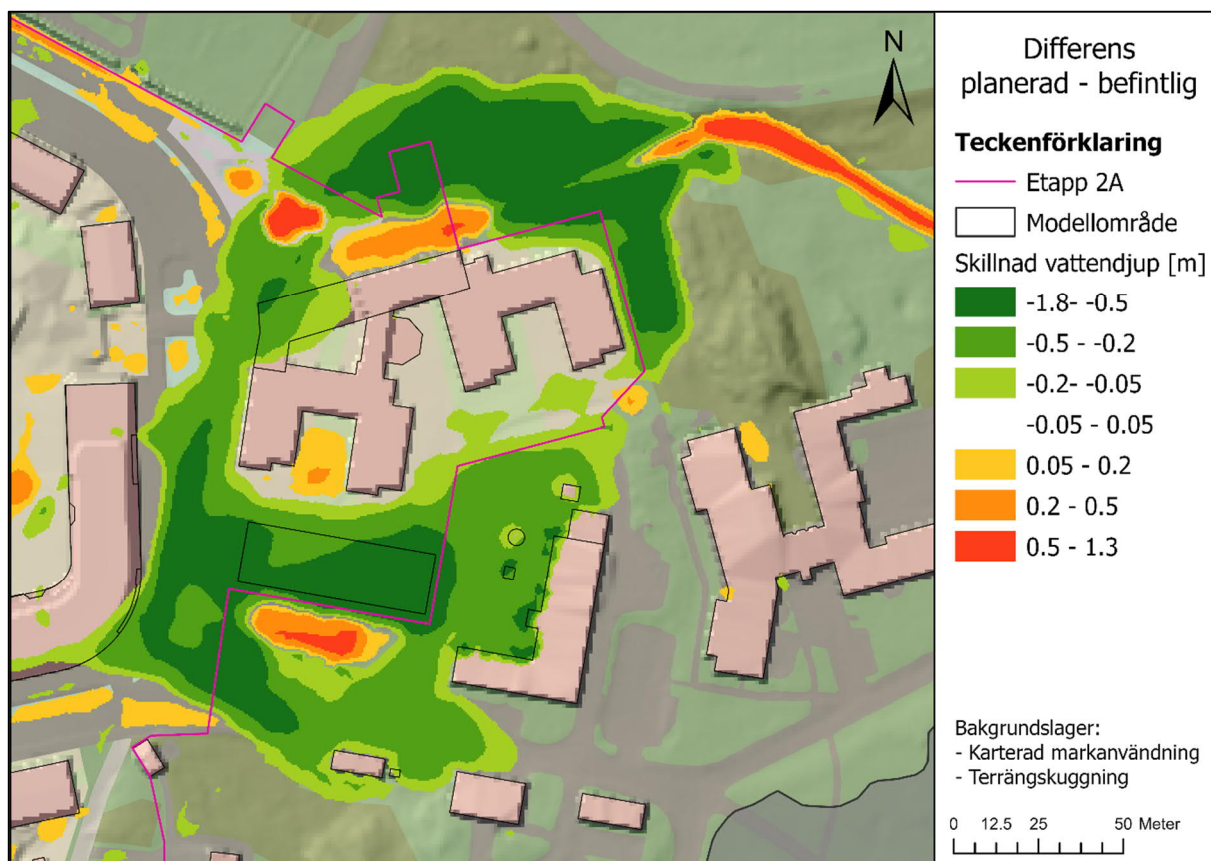 N
Differens
planerad - befintlig
Teckenförklaring
Etapp 2A
Modellområde
Skillnad vattendjup [m]
-1.8- -0.5
-0.5 - -0.2
-0.2- -0.05
-0.05 - 0.05
0.05 - 0.2
0.2 - 0.5
0.5 - 1.3
Bakgrundslager:
- Karterad markanvändning
- Terrängskuggning
0 12.5 25 50 Meter